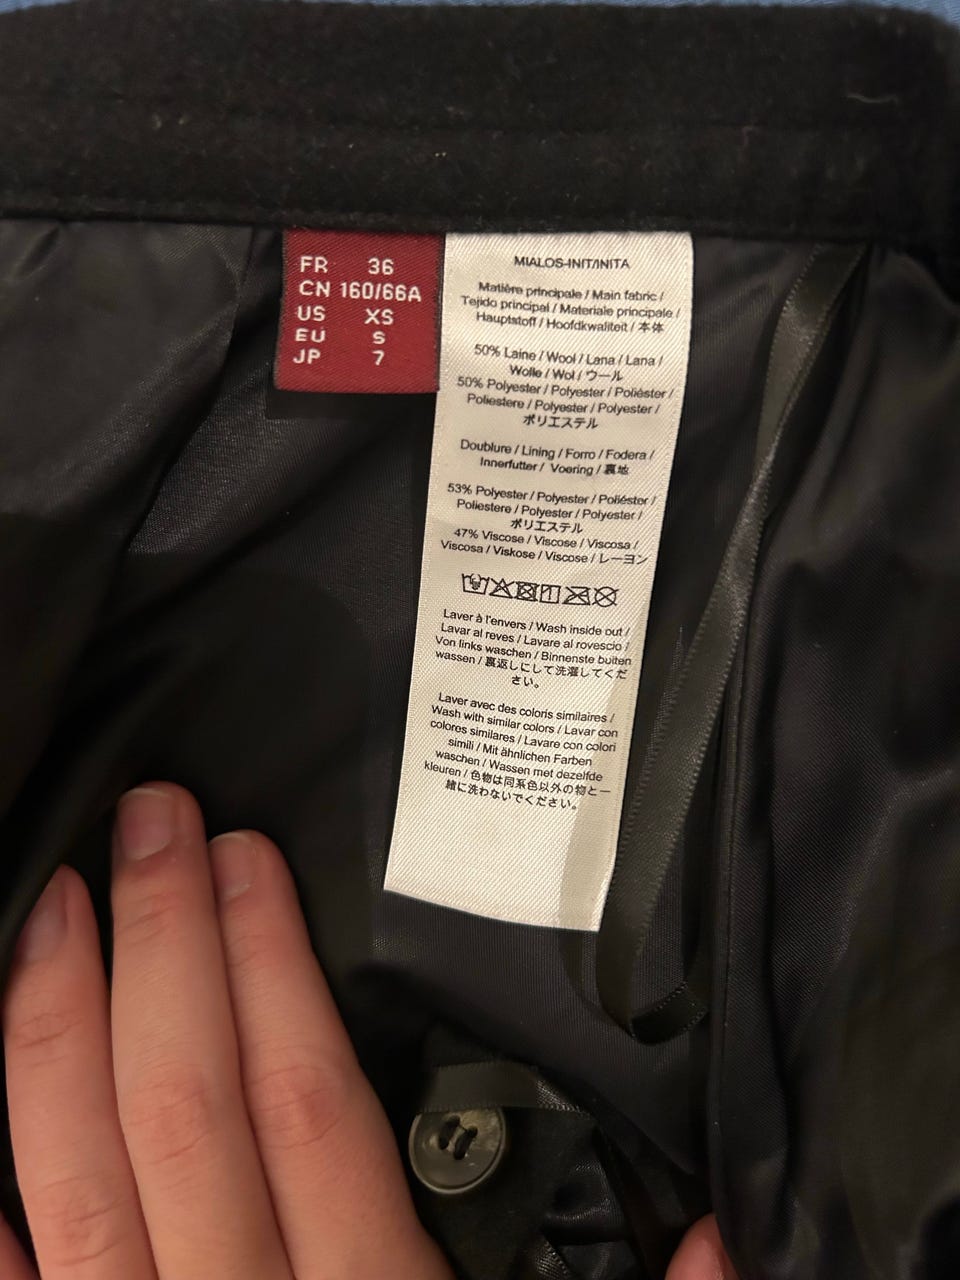 FR 36
CN 160/66A
US XS
EU S
JP 7
MIALOS-INIT/INITA
Matière principale / Main fabric /
Tejido principal / Materiale principale /
Hauptstoff / Hoofdkwaliteit / 本体
50% Laine / Wool / Lana / Lana /
Wolle / Wol / ウール
50% Polyester / Polyester / Poliéster /
Poliestere / Polyester / Polyester /
ポリエステル
Doublure / Lining / Forro / Fodera /
Innerfutter / Voering / 裏地
53% Polyester / Polyester / Poliéster /
Poliestere / Polyester / Polyester /
ポリエステル
47% Viscose / Viscose / Viscosa /
Viscosa / Viskose / Viscose / レーヨン
Laver à l'envers / Wash inside out /
Lavar al reves / Lavare al rovescio /
Von links waschen / Binnenste buiten
wassen / 裏返しにして洗濯してくだ
さい。
Laver avec des coloris similaires /
Wash with similar colors / Lavar con
colores similares / Lavare con colori
simili / Mit ähnlichen Farben
waschen / Wassen met dezelfde
kleuren / 色物は同系色以外の物と一
緒に洗わないでください。